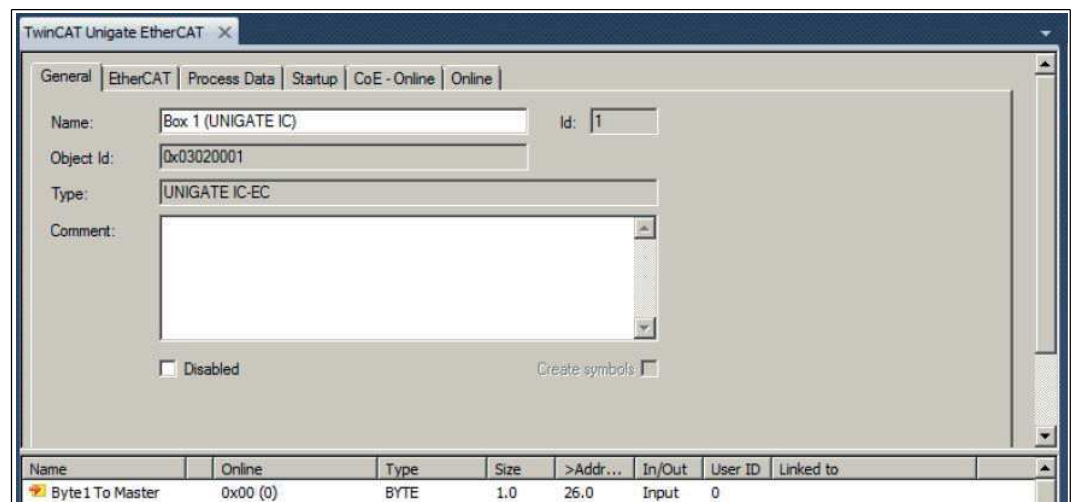 TwinCAT Unigate EtherCAT
General EtherCAT Process Data Startup CoE - Online Online
Name: Box 1 (UNIGATE IC) Id: 1
Object Id: 0x03020001
Type: UNIGATE IC-EC
Comment:
Disabled Create symbols
Name Online Type Size >Addr... In/Out User ID Linked to
Byte1 To Master 0x00 (0) BYTE 1.0 26.0 Input 0